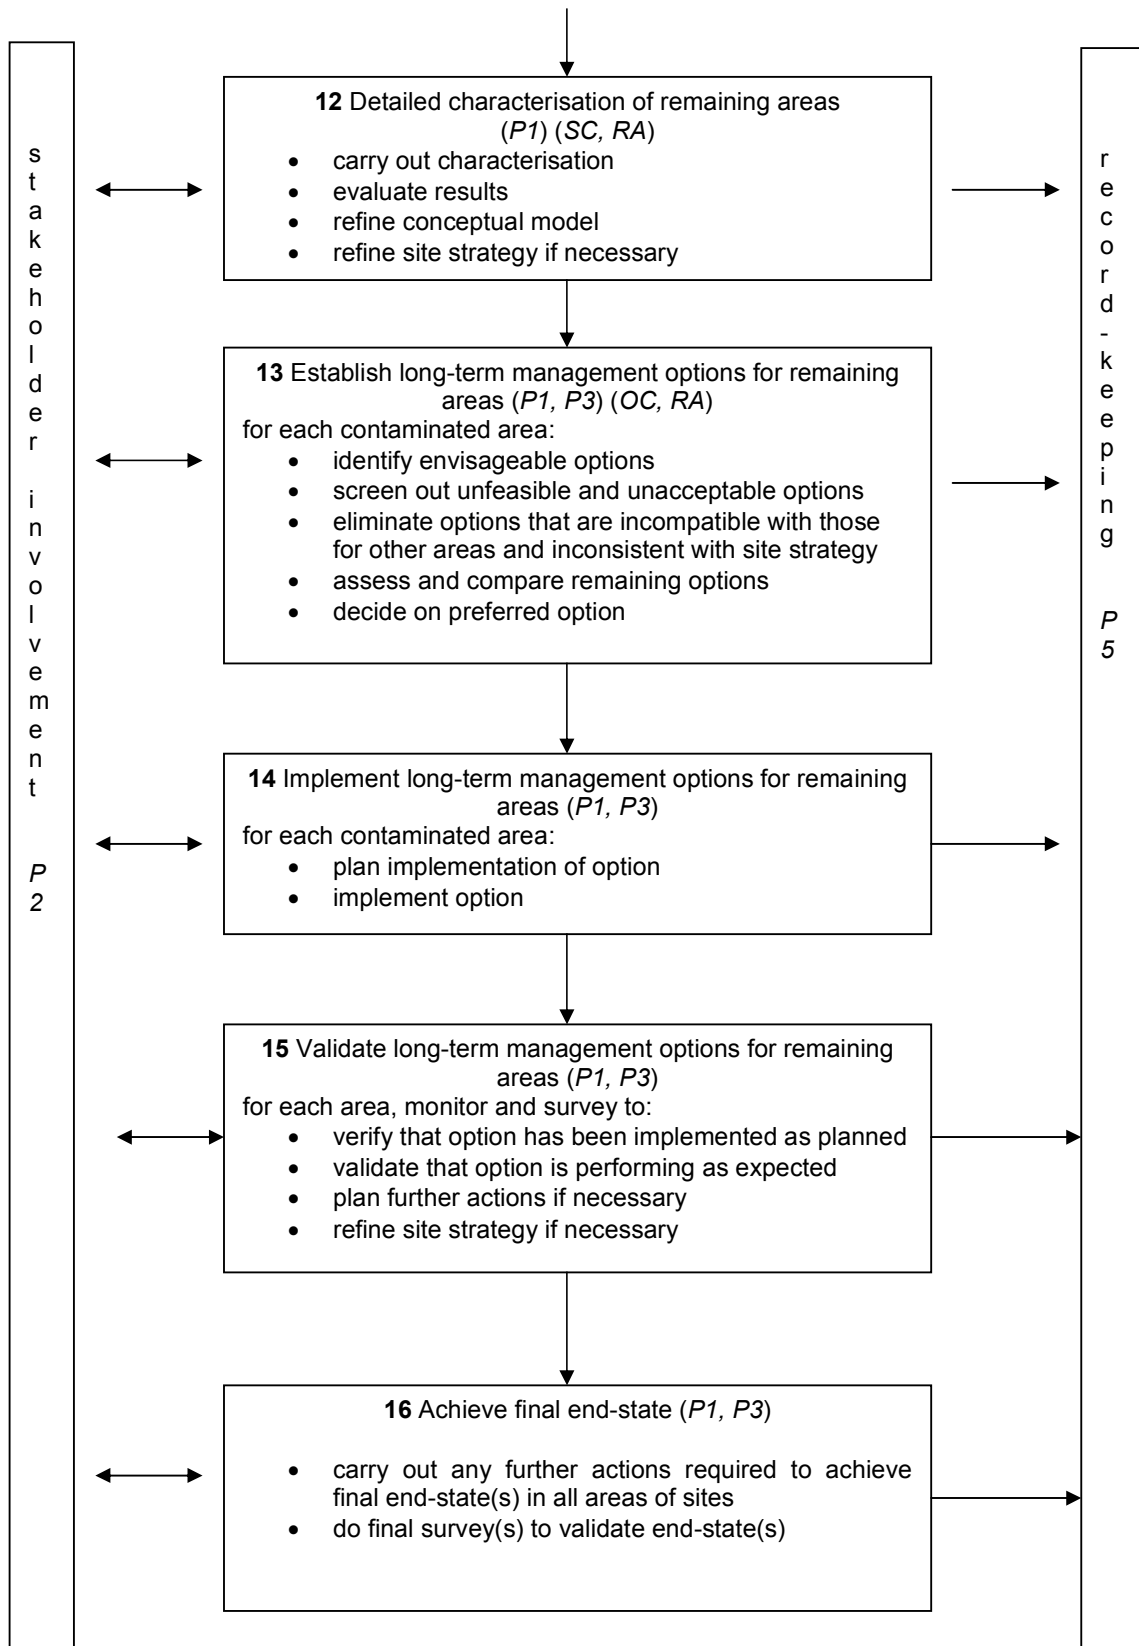 stakeholder involvement P2
12 Detailed characterisation of remaining areas
(P1) (SC, RA)
• carry out characterisation
• evaluate results
• refine conceptual model
• refine site strategy if necessary
13 Establish long-term management options for remaining
areas (P1, P3) (OC, RA)
for each contaminated area:
• identify envisageable options
• screen out unfeasible and unacceptable options
• eliminate options that are incompatible with those
for other areas and inconsistent with site strategy
• assess and compare remaining options
• decide on preferred option
14 Implement long-term management options for remaining
areas (P1, P3)
for each contaminated area:
• plan implementation of option
• implement option
15 Validate long-term management options for remaining
areas (P1, P3)
for each area, monitor and survey to:
• verify that option has been implemented as planned
• validate that option is performing as expected
• plan further actions if necessary
• refine site strategy if necessary
16 Achieve final end-state (P1, P3)
• carry out any further actions required to achieve
final end-state(s) in all areas of sites
• do final survey(s) to validate end-state(s)
record-keeping P5